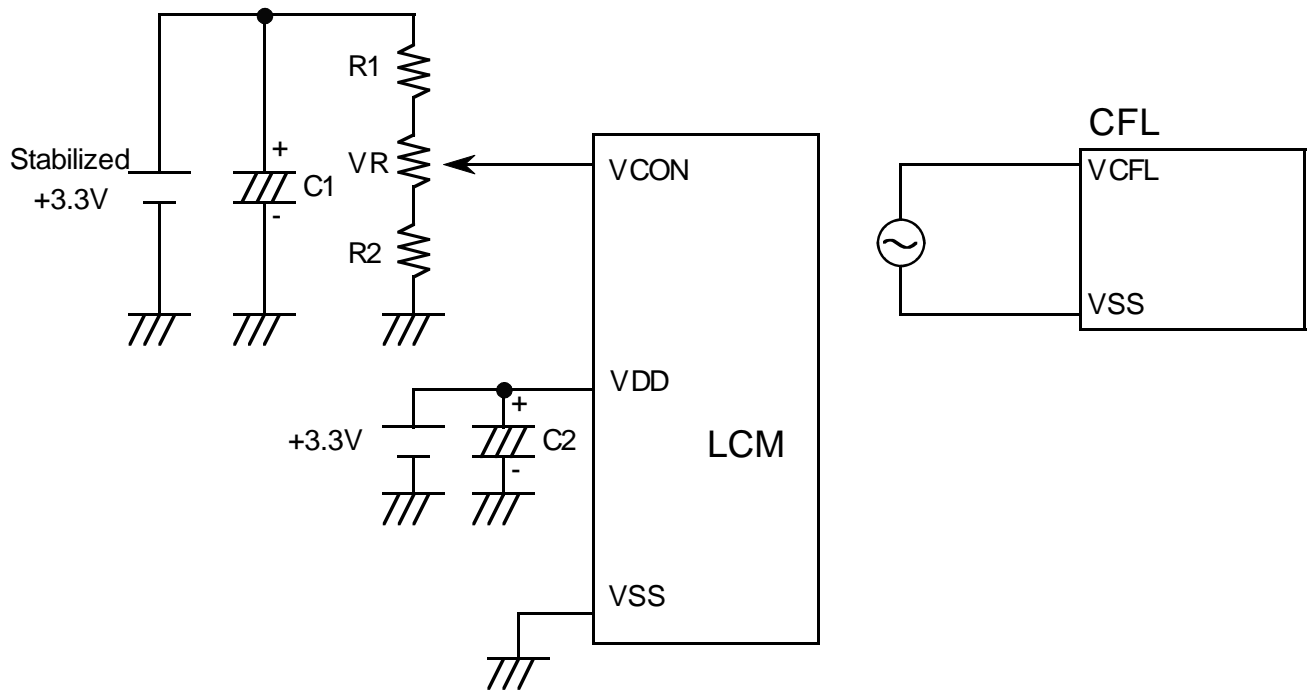 R1
CFL
Stabilized
+3.3V
+
C1
-
VR
VCON
VCFL
R2
VSS
VDD
+3.3V
+
C2
-
LCM
VSS